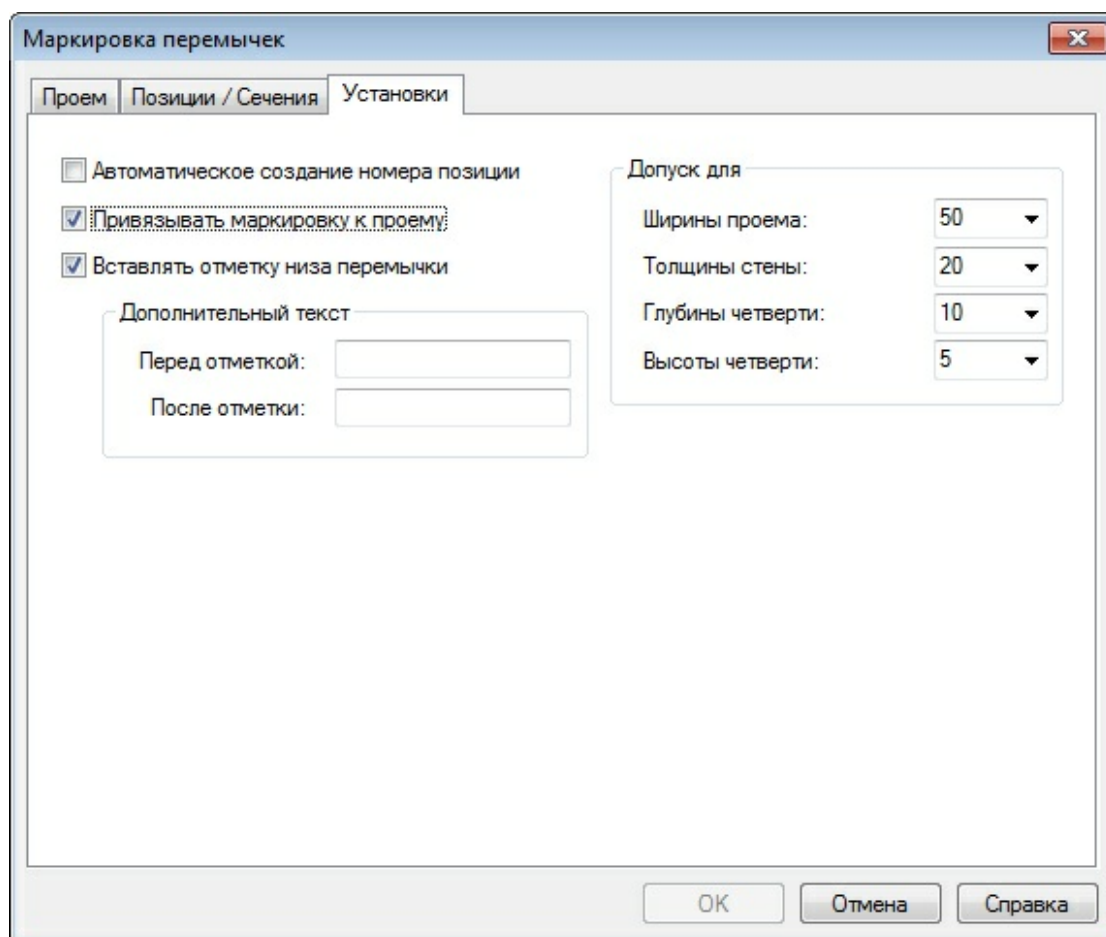 Маркировка перемычек
Проем Позиции / Сечения Установки
Автоматическое создание номера позиции
Привязывать маркировку к проему
Вставлять отметку низа перемычки
Дополнительный текст
Перед отметкой:
После отметки:
Допуск для
Ширины проема: 50
Толщины стены: 20
Глубины четверти: 10
Высоты четверти: 5
OK Отмена Справка